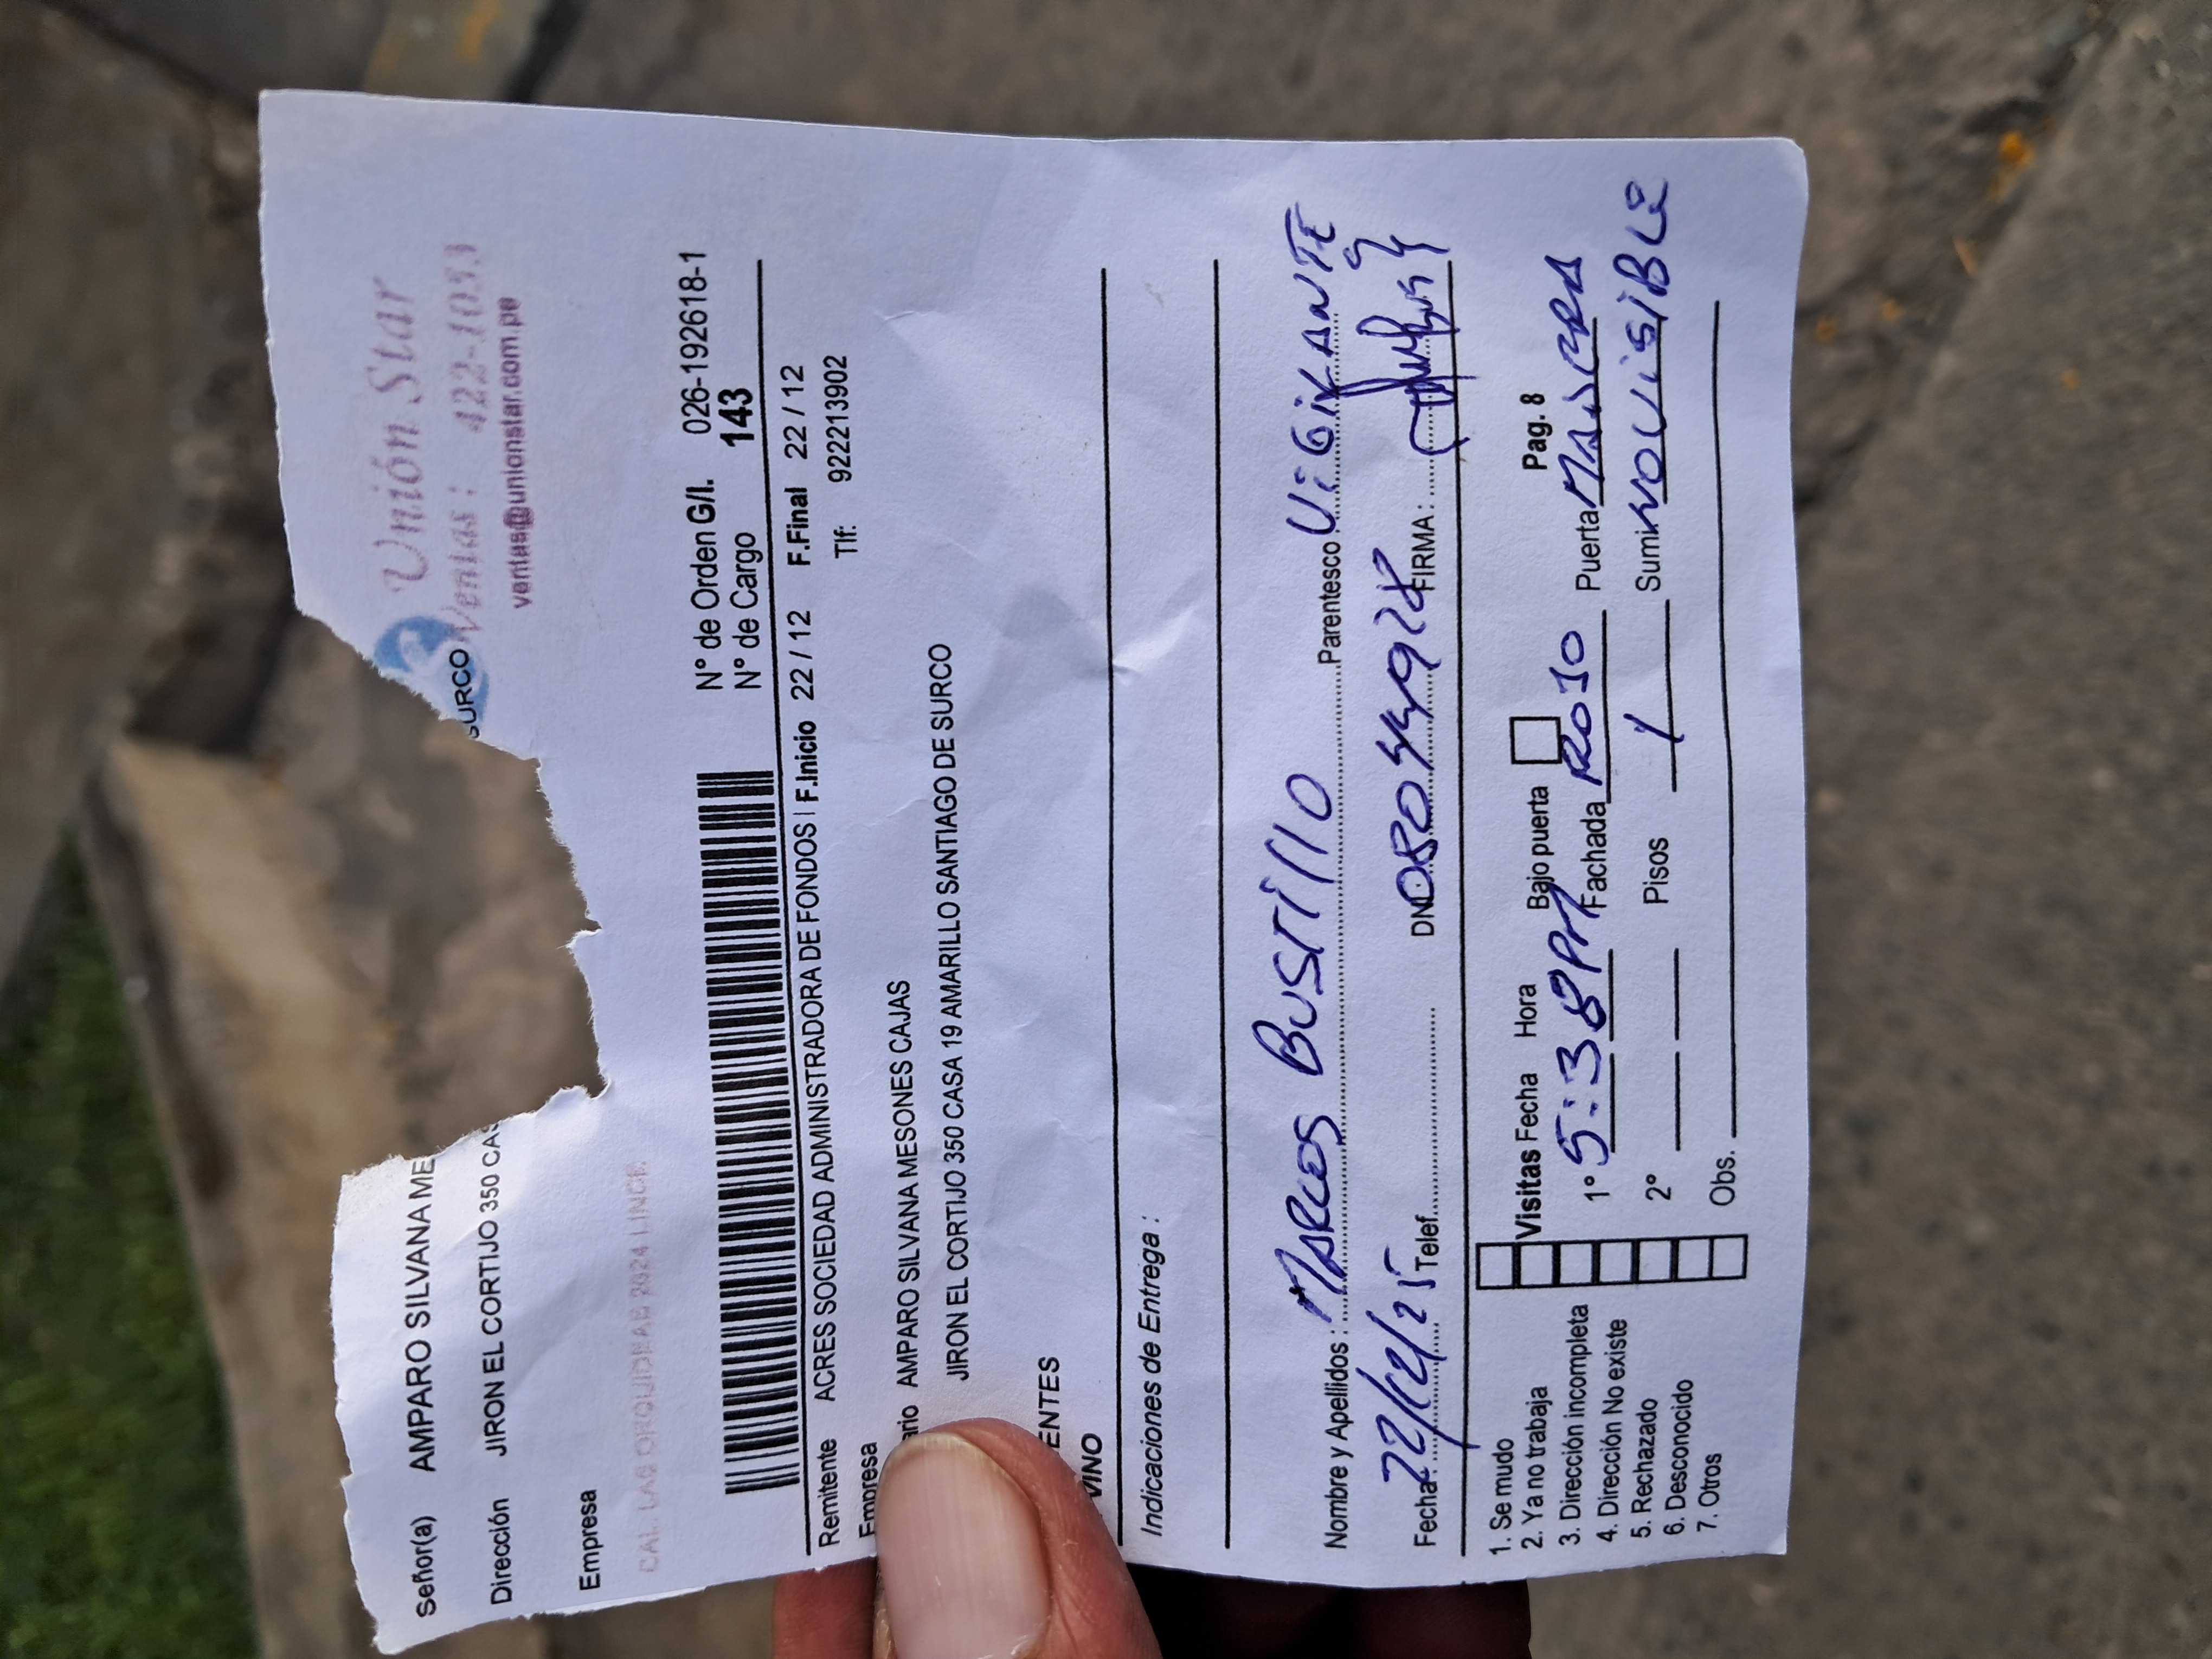 Señor(a) AMPARO SILVANA ME
Dirección JIRON EL CORTIJO 350 CAS SURCO
Empresa
Unión Star
Ventas: 422-1053
ventas@unionstar.com.pe
CAL. LAS ORQUIDEAS 2624 LINCE
N° de Orden G/I. 026-192618-1
N° de Cargo 143
Remitente ACRES SOCIEDAD ADMINISTRADORA DE FONDOS I F.Inicio 22 / 12 F.Final 22 / 12
Empresa Tlf: 922213902
ario AMPARO SILVANA MESONES CAJAS
JIRON EL CORTIJO 350 CASA 19 AMARILLO SANTIAGO DE SURCO
ENTES
VINO
Indicaciones de Entrega :
Nombre y Apellidos : MARCOS BUSTILLO Parentesco VIGILANTE
Fecha: 22/12/25 Telef. DNI FIRMA :
1. Se mudo
2. Ya no trabaja
3. Dirección incompleta
4. Dirección No existe
5. Rechazado
6. Desconocido
7. Otros
Visitas Fecha Hora Bajo puerta Pag. 8
1° 5:38PM Fachada ROJO Puerta MADERA
2° Pisos 1 Sumi NO VISIBLE
Obs.